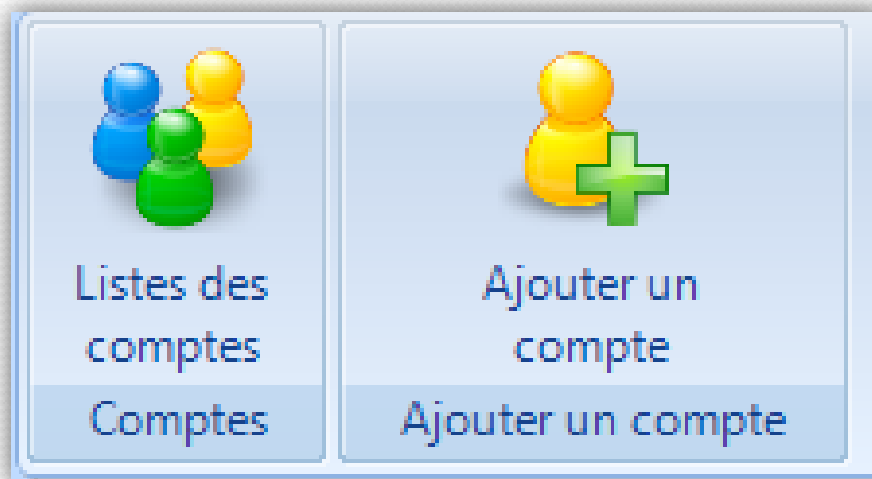 Listes des
comptes
Comptes
Ajouter un
compte
Ajouter un compte